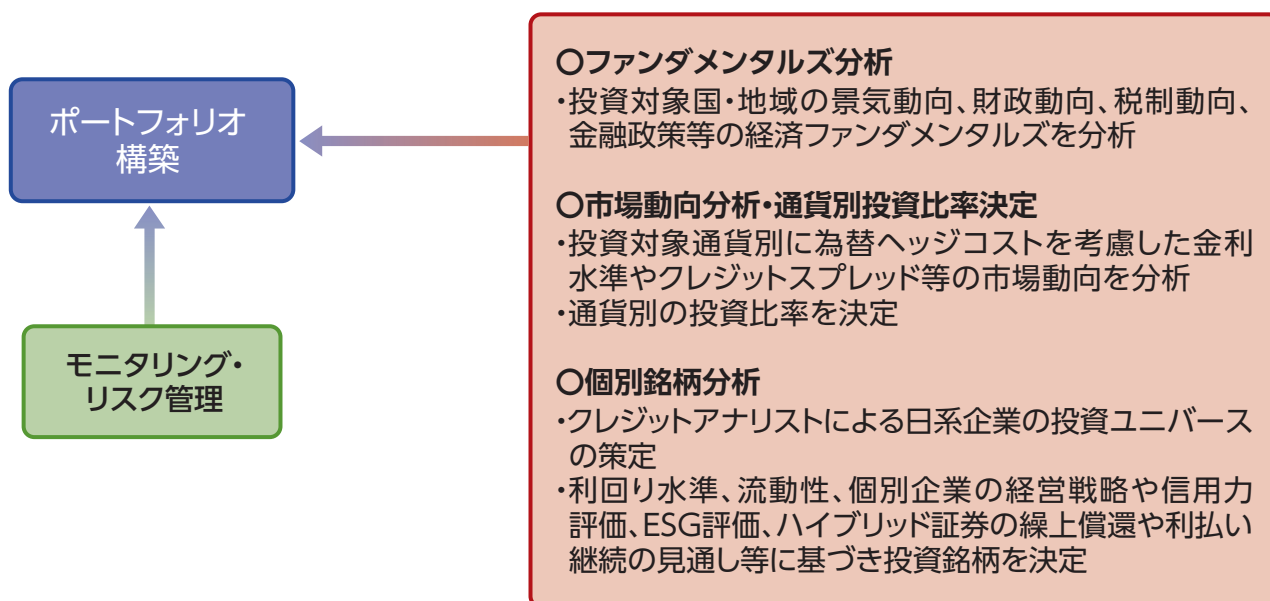 ポートフォリオ
構築
モニタリング・
リスク管理
○ファンダメンタルズ分析
・投資対象国・地域の景気動向、財政動向、税制動向、
金融政策等の経済ファンダメンタルズを分析
○市場動向分析・通貨別投資比率決定
・投資対象通貨別に為替ヘッジコストを考慮した金利
水準やクレジットスプレッド等の市場動向を分析
・通貨別の投資比率を決定
○個別銘柄分析
・クレジットアナリストによる日系企業の投資ユニバース
の策定
・利回り水準、流動性、個別企業の経営戦略や信用力
評価、ESG評価、ハイブリッド証券の繰上償還や利払い
継続の見通し等に基づき投資銘柄を決定